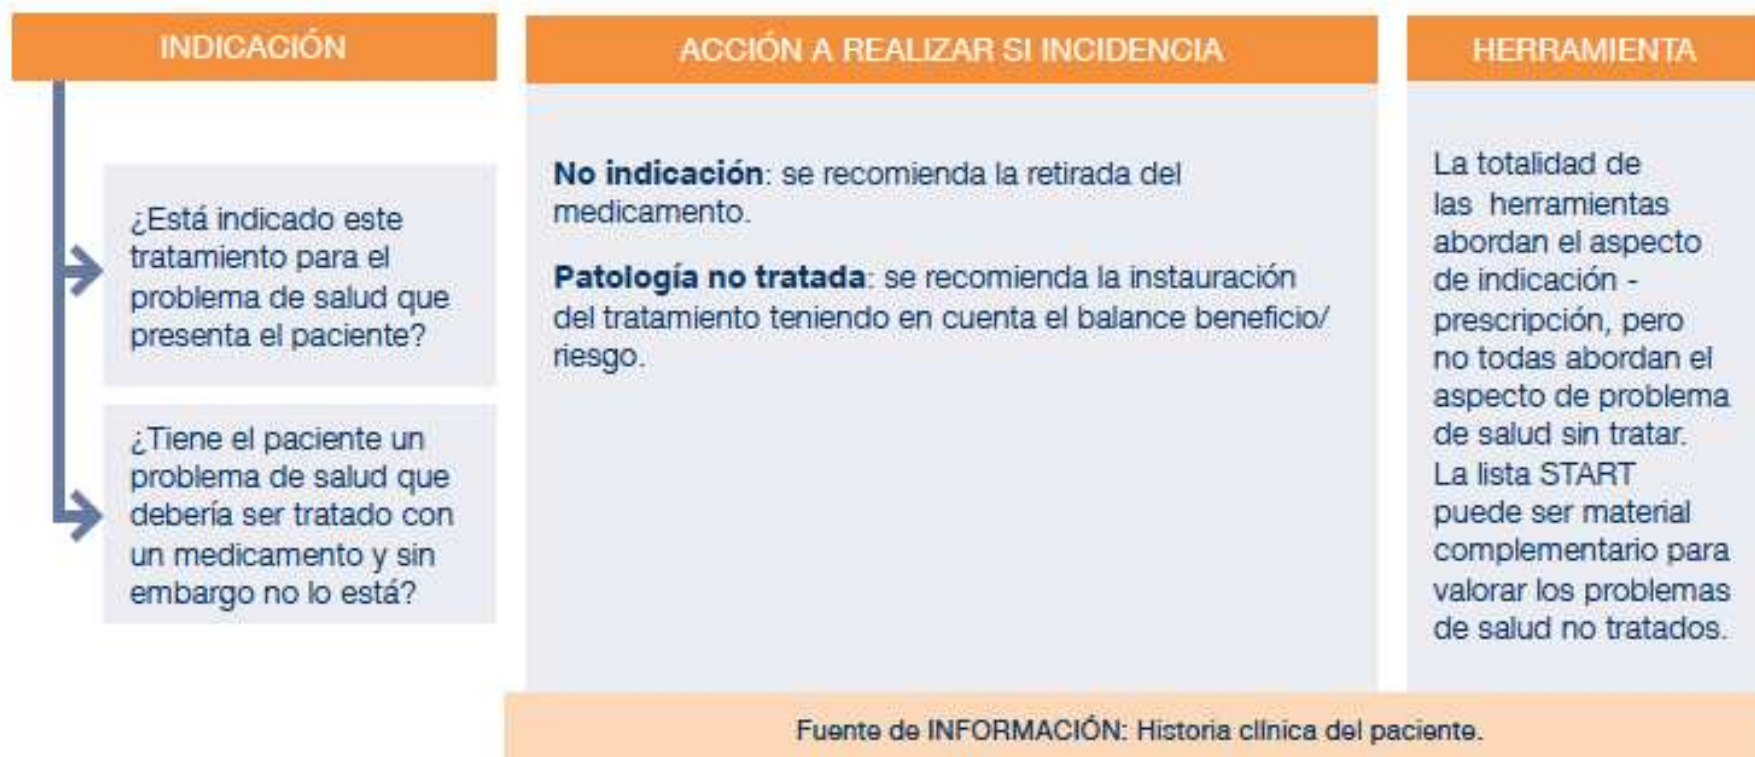 INDICACIÓN
¿Está indicado este
tratamiento para el
problema de salud que
presenta el paciente?
¿Tiene el paciente un
problema de salud que
debería ser tratado con
un medicamento y sin
embargo no lo está?
ACCIÓN A REALIZAR SI INCIDENCIA
No indicación: se recomienda la retirada del
medicamento.
Patología no tratada: se recomienda la instauración
del tratamiento teniendo en cuenta el balance beneficio/
riesgo.
HERRAMIENTA
La totalidad de
las herramientas
abordan el aspecto
de indicación -
prescripción, pero
no todas abordan el
aspecto de problema
de salud sin tratar.
La lista START
puede ser material
complementario para
valorar los problemas
de salud no tratados.
Fuente de INFORMACIÓN: Historia clínica del paciente.